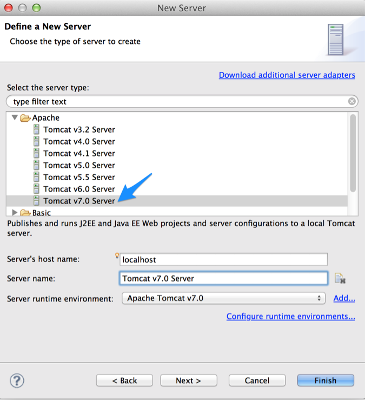 New Server
Define a New Server
Choose the type of server to create
Download additional server adapters
Select the server type:
type filter text
Apache
Tomcat v3.2 Server
Tomcat v4.0 Server
Tomcat v4.1 Server
Tomcat v5.0 Server
Tomcat v5.5 Server
Tomcat v6.0 Server
Tomcat v7.0 Server
Basic
Publishes and runs J2EE and Java EE Web projects and server configurations to a local Tomcat
server.
Server's host name: localhost
Server name: Tomcat v7.0 Server
Server runtime environment: Apache Tomcat v7.0 Add...
Configure runtime environments...
? < Back Next > Cancel Finish